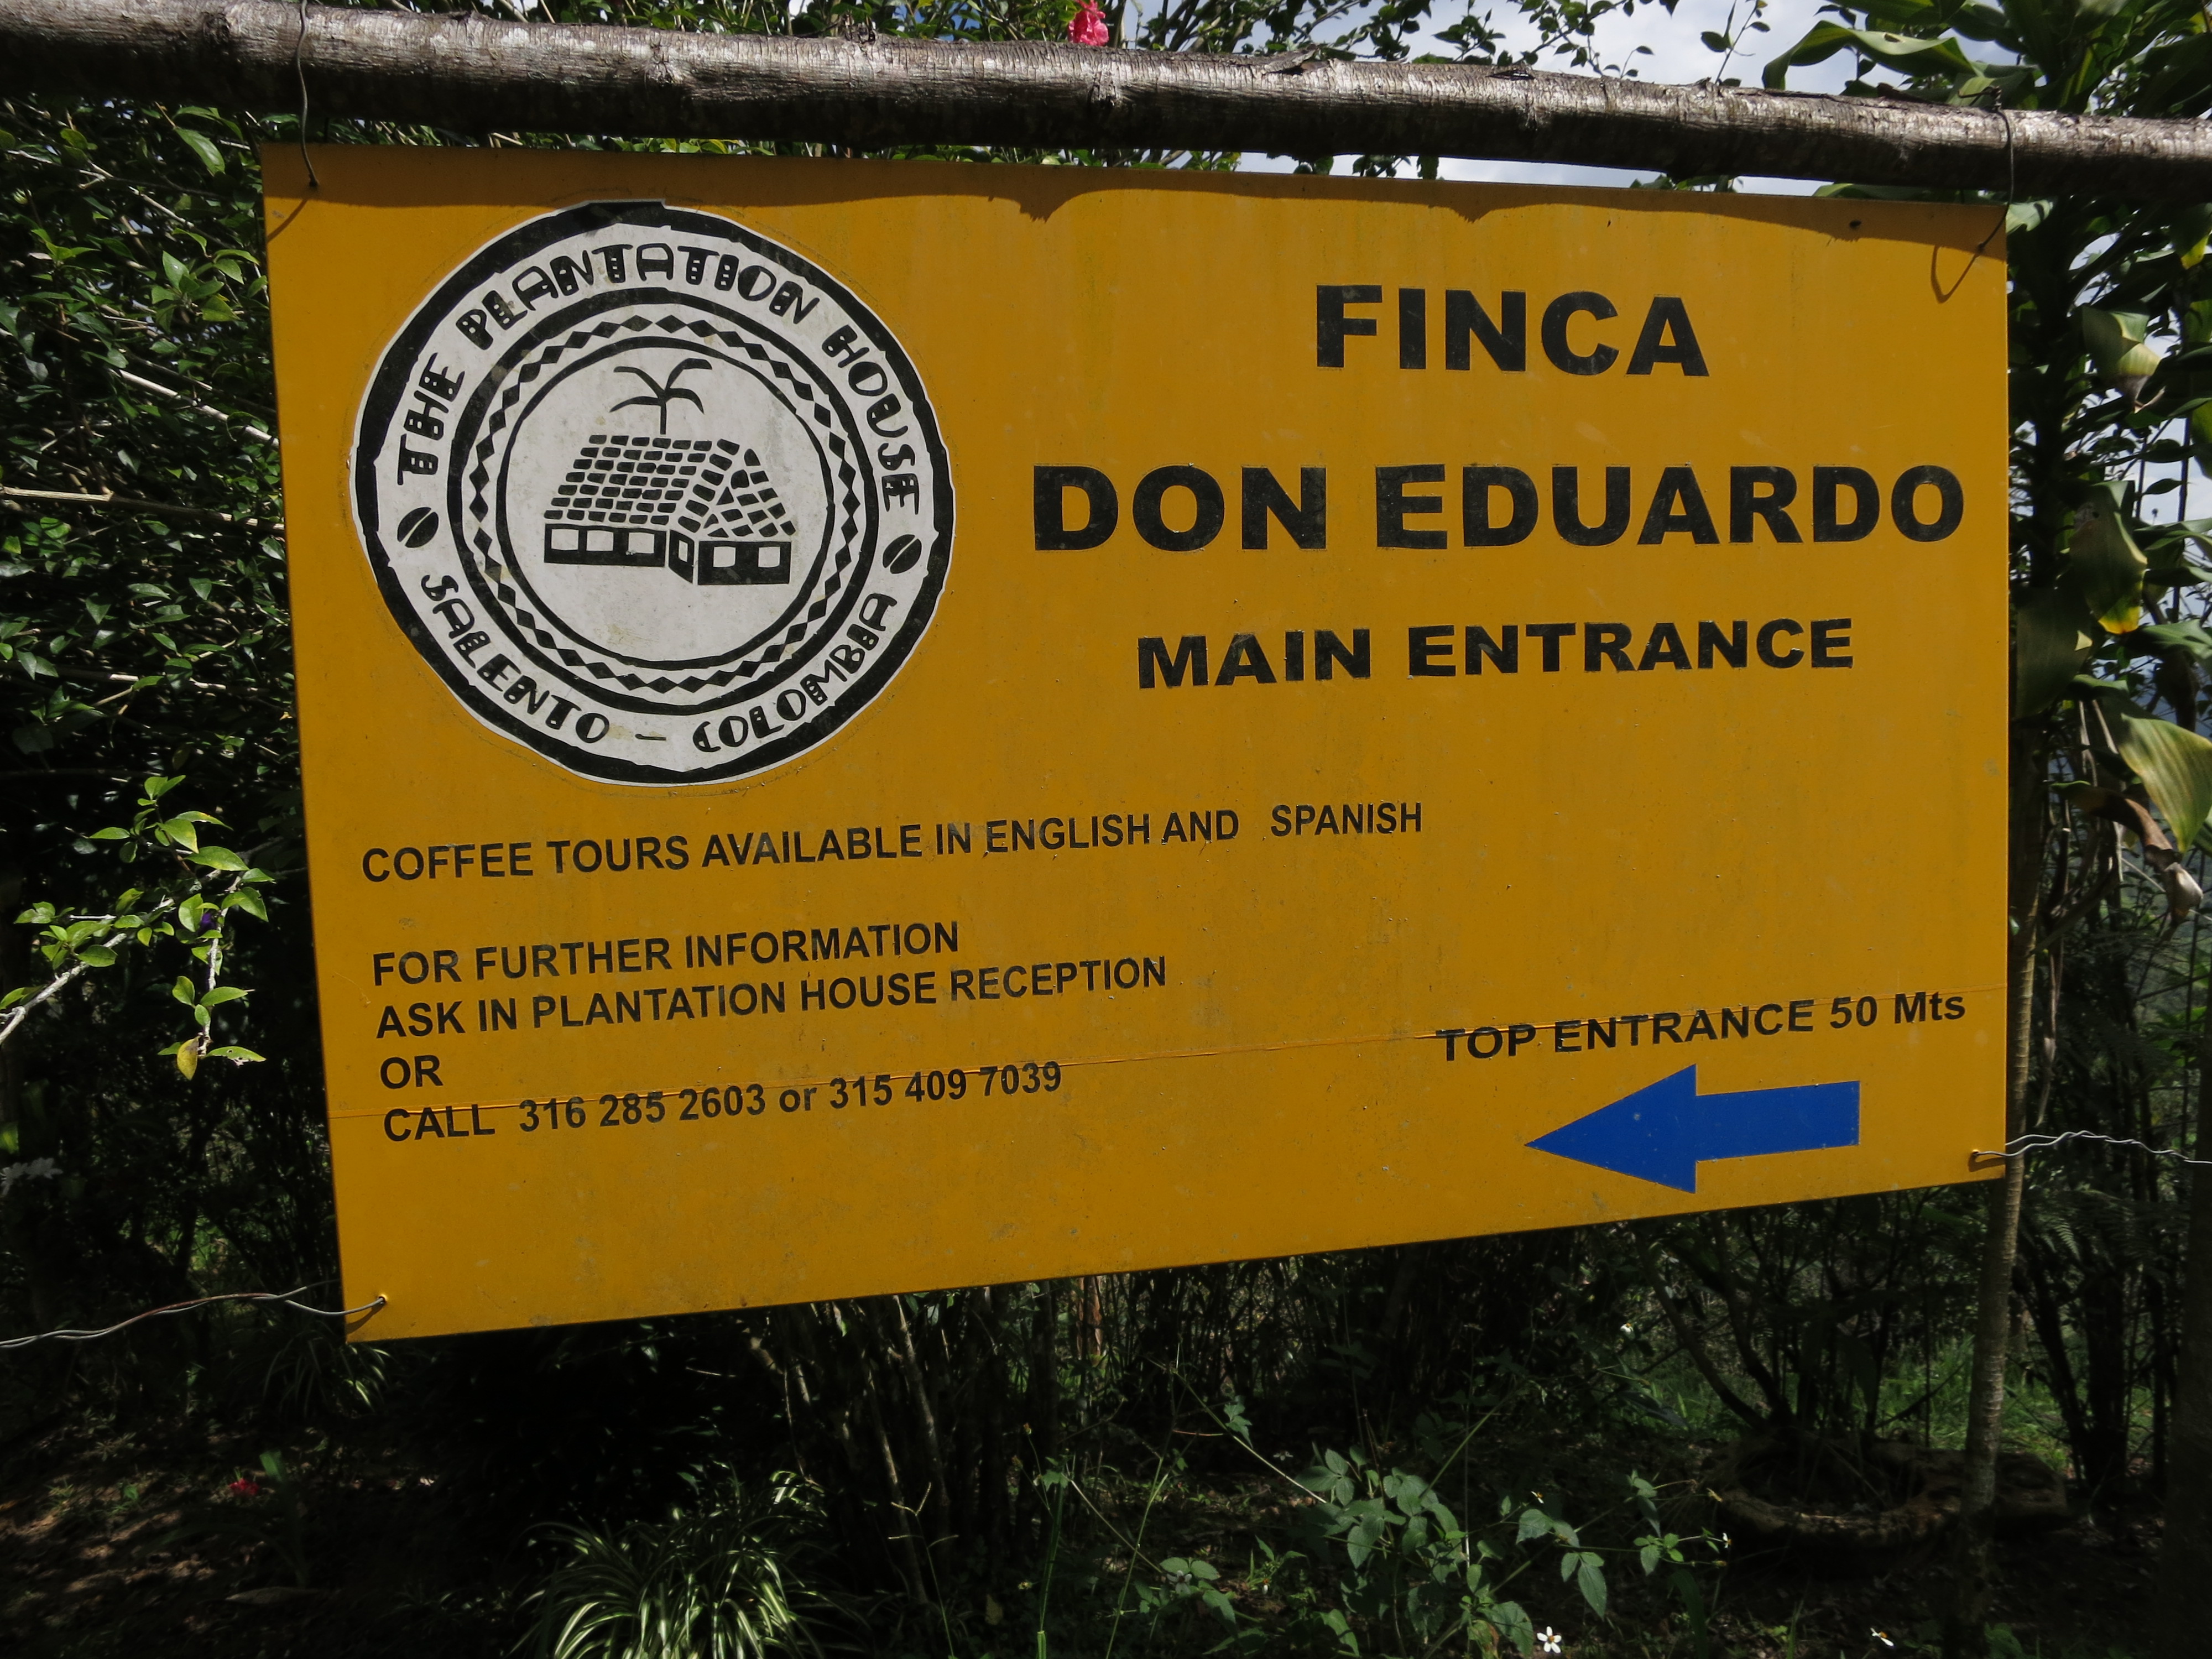 THE PLANTATION HOUSE
SALENTO – COLOMBIA
FINCA
DON EDUARDO
MAIN ENTRANCE
COFFEE TOURS AVAILABLE IN ENGLISH AND SPANISH
FOR FURTHER INFORMATION
ASK IN PLANTATION HOUSE RECEPTION
OR
CALL 316 285 2603 or 315 409 7039
TOP ENTRANCE 50 Mts